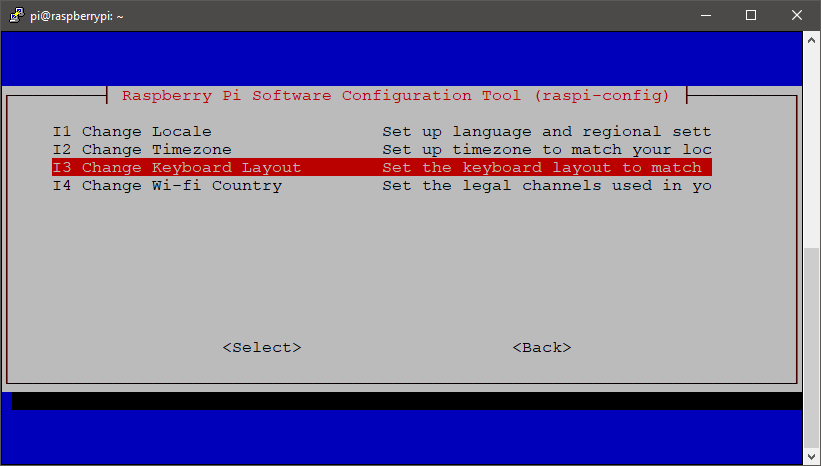 pi@raspberrypi: ~
Raspberry Pi Software Configuration Tool (raspi-config)
I1 Change Locale Set up language and regional sett
I2 Change Timezone Set up timezone to match your loc
I3 Change Keyboard Layout Set the keyboard layout to match
I4 Change Wi-fi Country Set the legal channels used in yo
<Select> <Back>